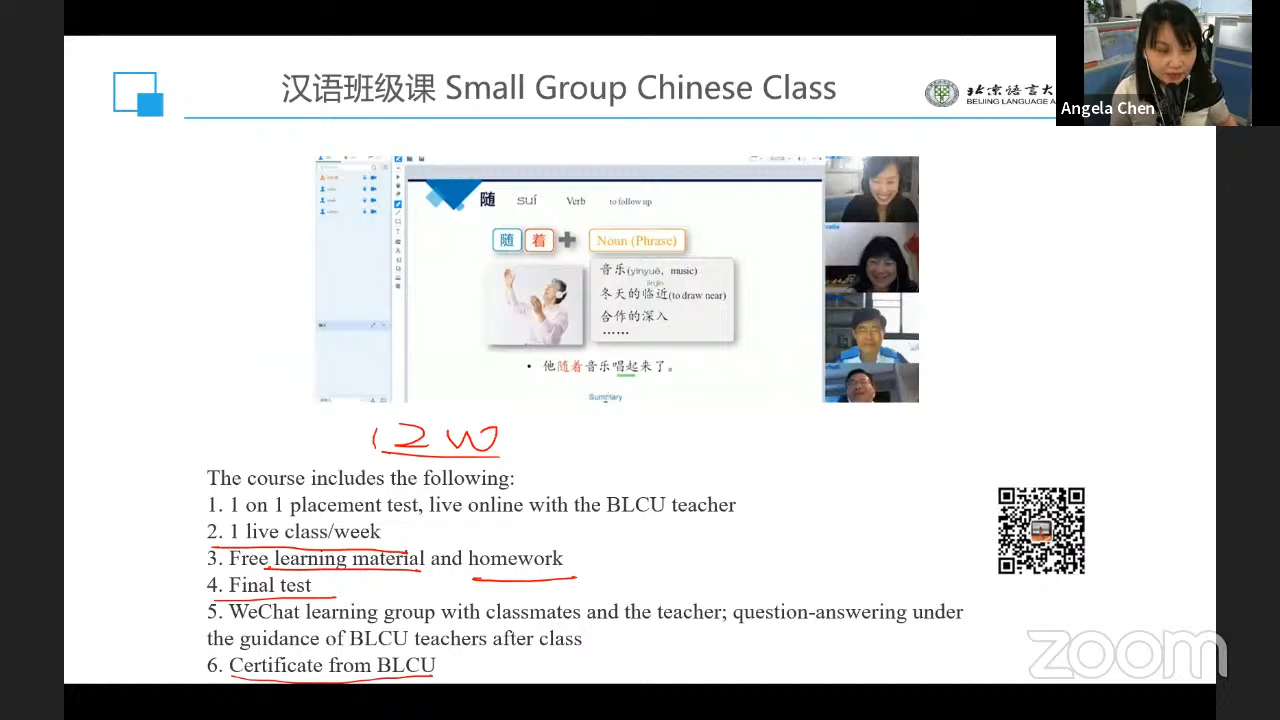 汉语班级课 Small Group Chinese Class
北京语言大
BEIJING LANGUAGE A
Angela Chen
随 suí Verb to follow up
随 着 + Noun (Phrase)
音乐(yīnyuè, music)
línjìn
冬天的临近(to draw near)
合作的深入
……
• 他随着音乐唱起来了。
Summary
12 W
The course includes the following:
1. 1 on 1 placement test, live online with the BLCU teacher
2. 1 live class/week
3. Free learning material and homework
4. Final test
5. WeChat learning group with classmates and the teacher; question-answering under
the guidance of BLCU teachers after class
6. Certificate from BLCU
zoom